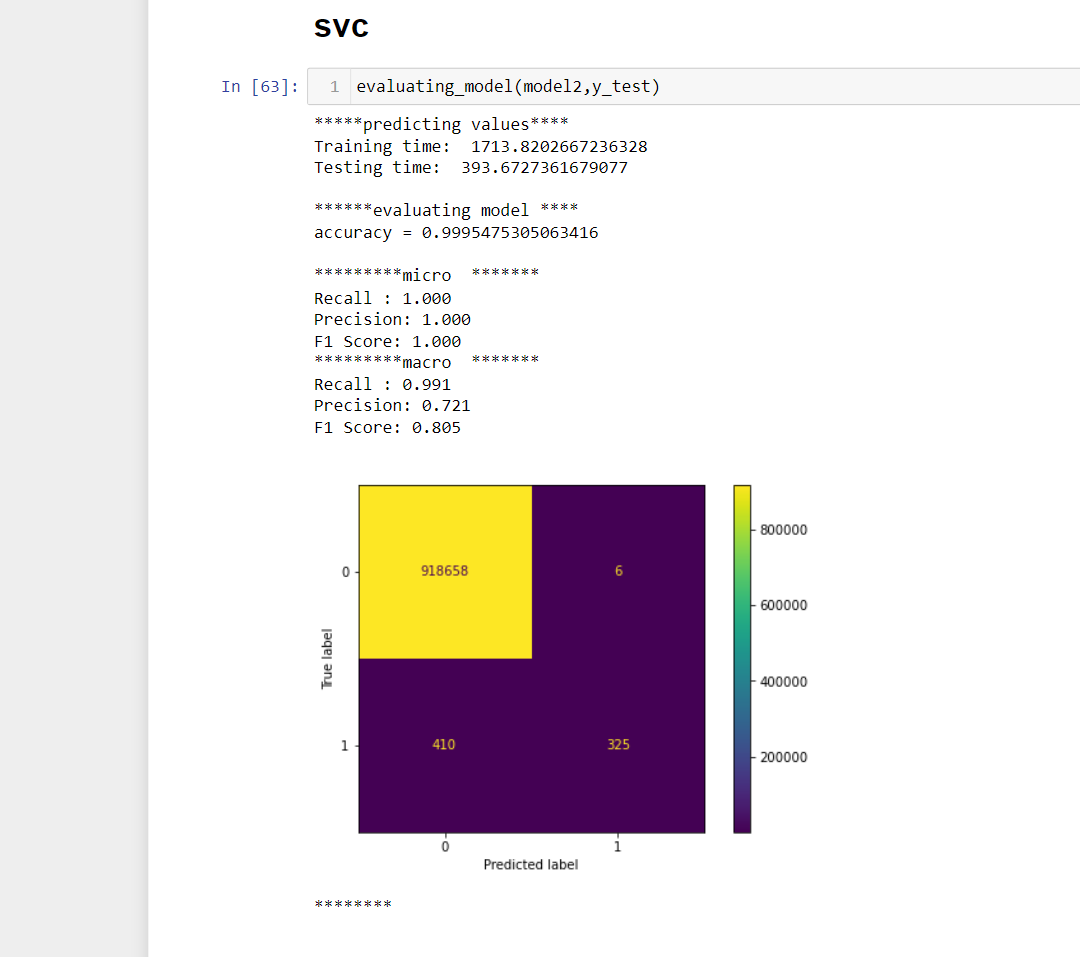 SVC
In [63]: 1 evaluating_model(model2,y_test)
*****predicting values****
Training time:  1713.8202667236328
Testing time:  393.6727361679077
******evaluating model ****
accuracy = 0.9995475305063416
*********micro  *******
Recall : 1.000
Precision: 1.000
F1 Score: 1.000
*********macro  *******
Recall : 0.991
Precision: 0.721
F1 Score: 0.805
800000
0 918658 6
600000
True label
400000
1 410 325
200000
0 1
Predicted label
********